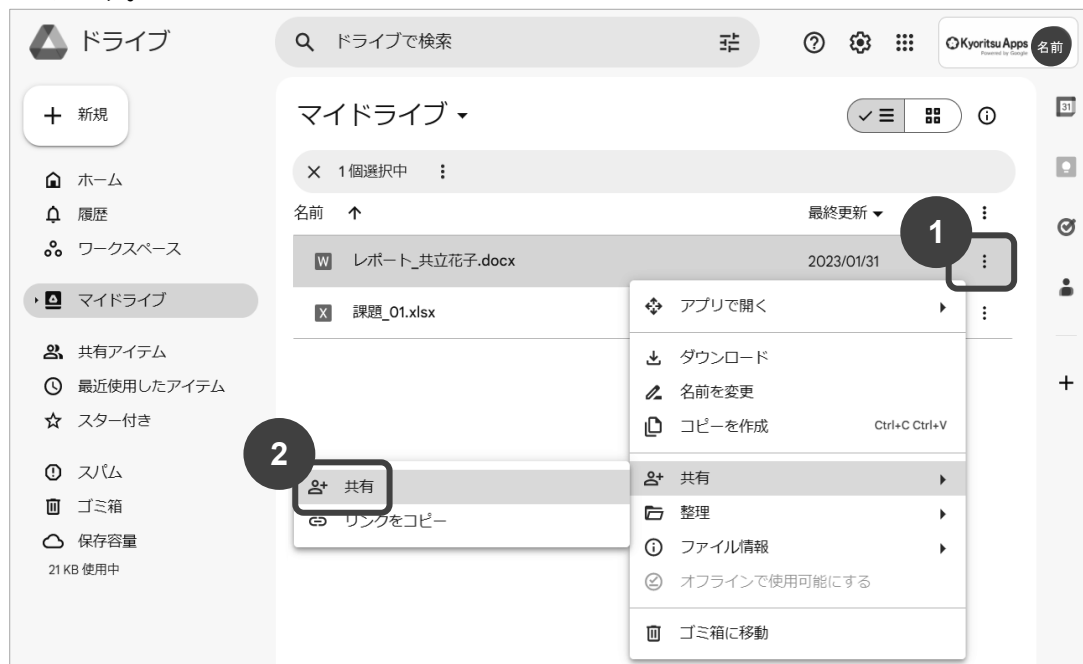 ドライブ
ドライブで検索
Kyoritsu Apps
Powered by Google
名前
新規
マイドライブ
31
1個選択中
ホーム
履歴
ワークスペース
マイドライブ
共有アイテム
最近使用したアイテム
スター付き
スパム
ゴミ箱
保存容量
21 KB 使用中
名前
最終更新
1
W レポート_共立花子.docx 2023/01/31
X 課題_01.xlsx
アプリで開く
ダウンロード
名前を変更
コピーを作成 Ctrl+C Ctrl+V
共有
整理
ファイル情報
オフラインで使用可能にする
ゴミ箱に移動
2
共有
リンクをコピー